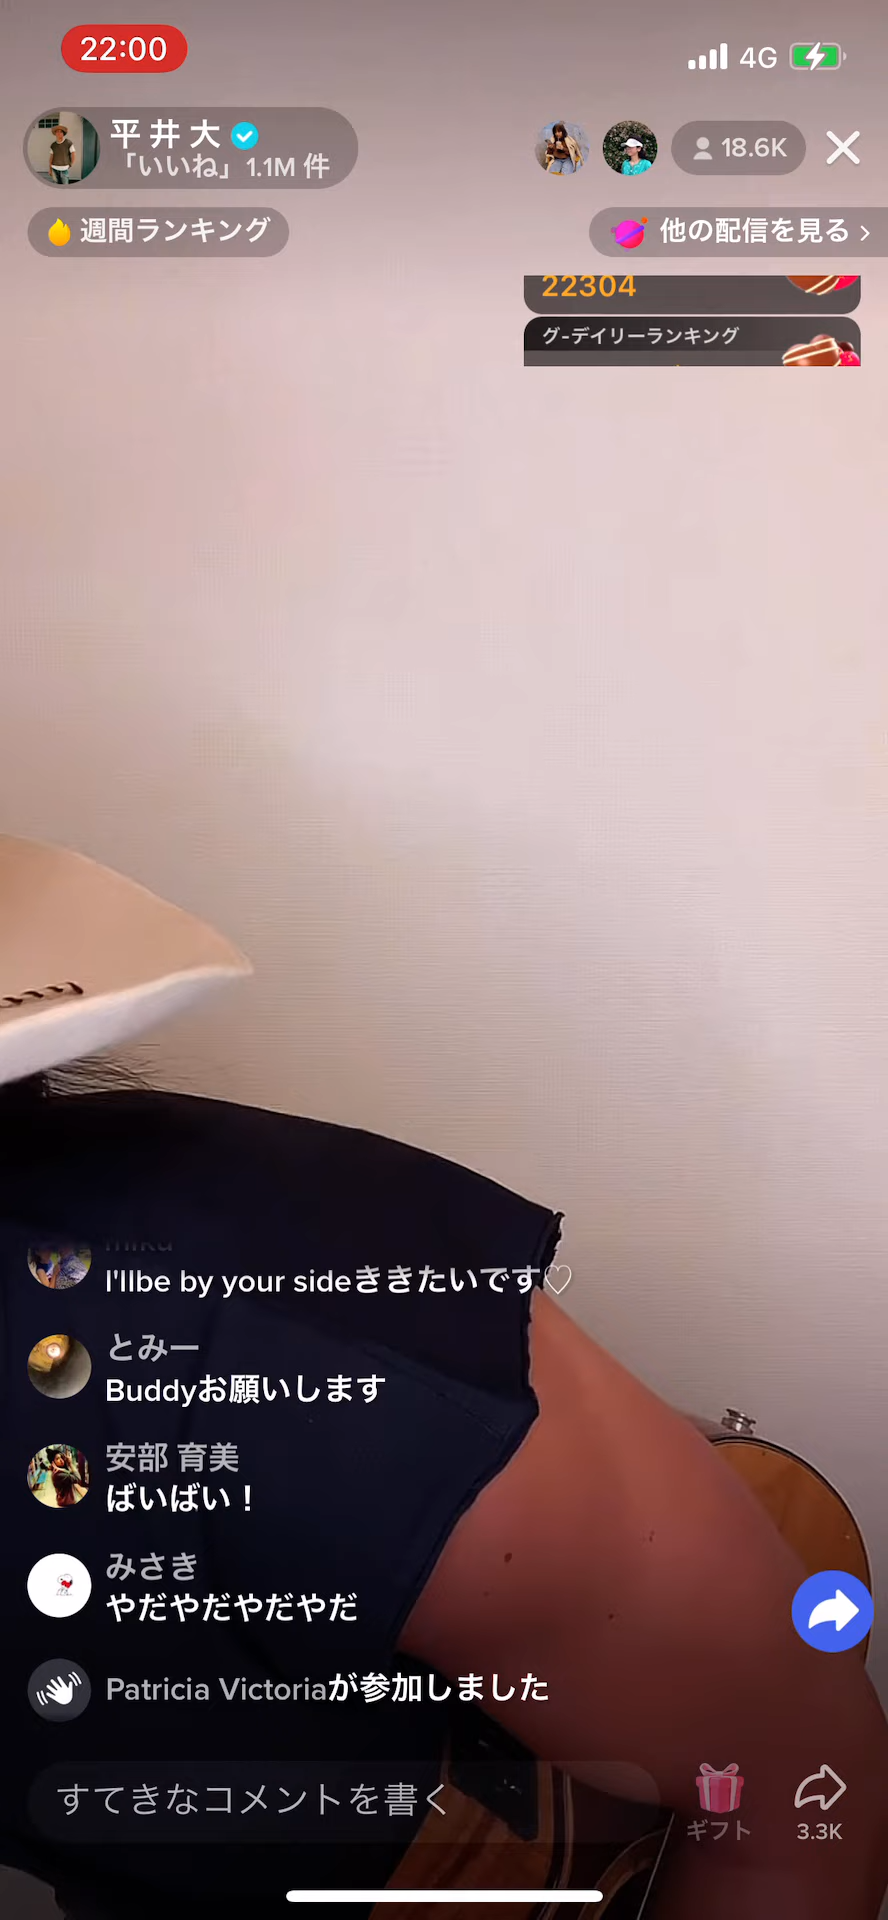 22:00
4G
平井大
「いいね」1.1M 件
18.6K
週間ランキング
他の配信を見る
22304
グ-デイリーランキング
miku
I'llbe by your sideききたいです♡
とみー
Buddyお願いします
安部 育美
ばいばい！
みさき
やだやだやだやだ
Patricia Victoriaが参加しました
すてきなコメントを書く
ギフト
3.3K